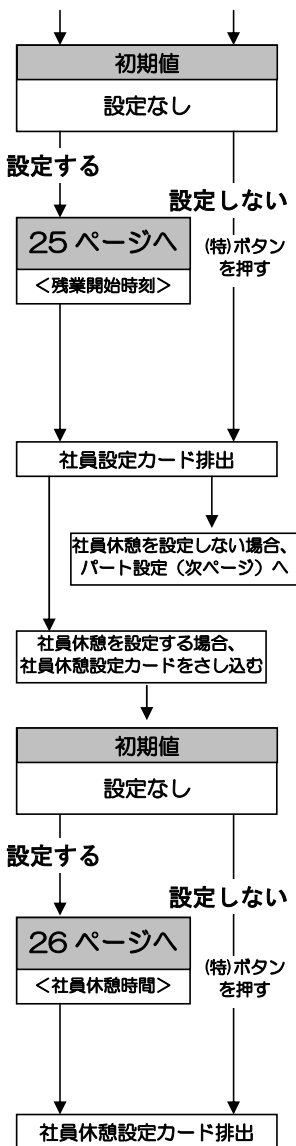 初期値
設定なし
設定する
設定しない
25 ページへ
(特)ボタン
を押す
＜残業開始時刻＞
社員設定カード排出
社員休憩を設定しない場合、
パート設定（次ページ）へ
社員休憩を設定する場合、
社員休憩設定カードをさし込む
初期値
設定なし
設定する
設定しない
26 ページへ
(特)ボタン
を押す
＜社員休憩時間＞
社員休憩設定カード排出